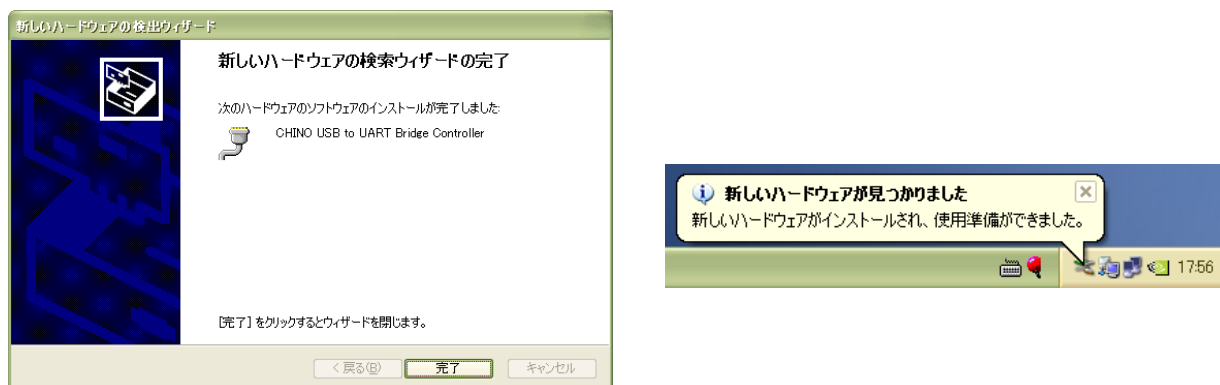 新しいハードウェアの検出ウィザード
新しいハードウェアの検索ウィザードの完了
次のハードウェアのソフトウェアのインストールが完了しました:
CHINO USB to UART Bridge Controller
[完了] をクリックするとウィザードを閉じます。
< 戻る(B)
完了
キャンセル
新しいハードウェアが見つかりました
新しいハードウェアがインストールされ、使用準備ができました。
17:56